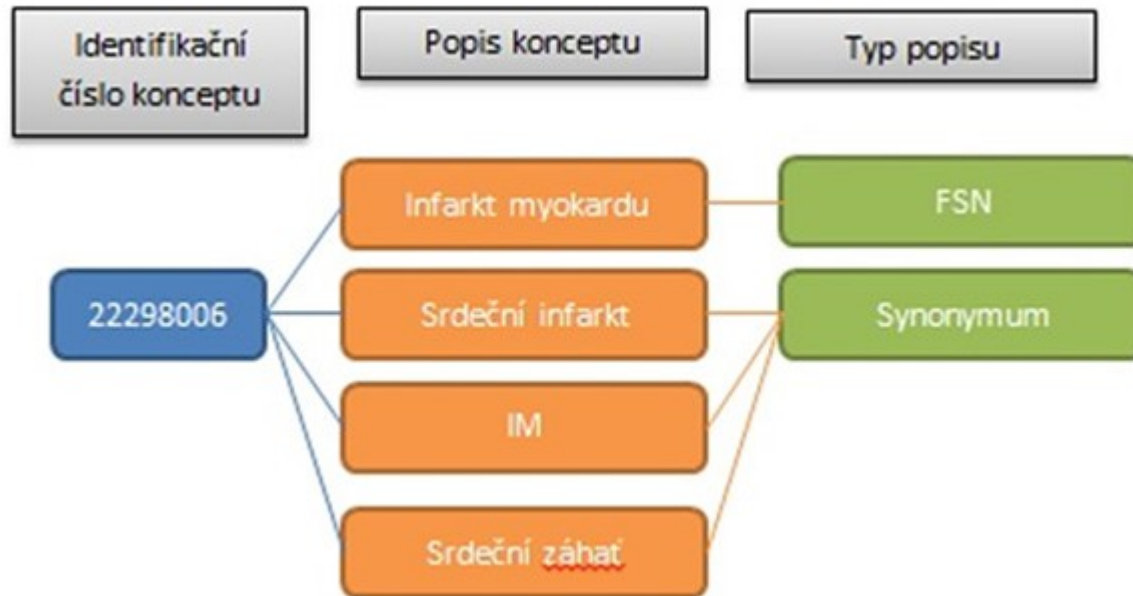 Identifikační
číslo konceptu
Popis konceptu
Typ popisu
Infarkt myokardu
FSN
22298006
Srdeční infarkt
Synonymum
IM
Srdeční záhať